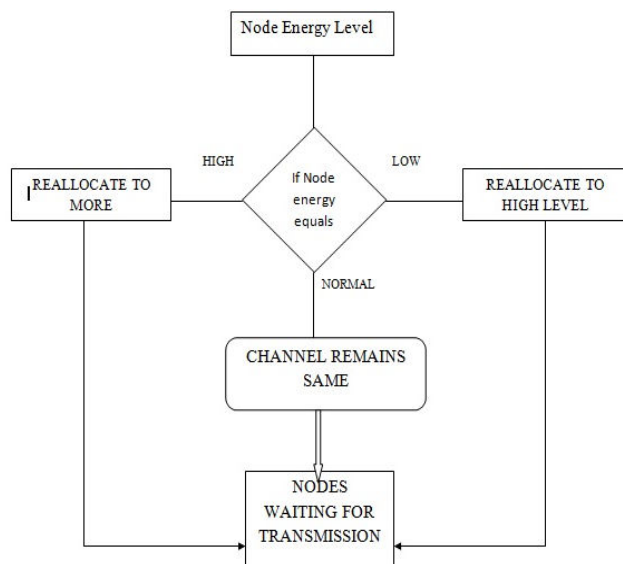 Node Energy Level
HIGH
LOW
If Node
energy
equals
REALLOCATE TO
MORE
REALLOCATE TO
HIGH LEVEL
NORMAL
CHANNEL REMAINS
SAME
NODES
WAITING FOR
TRANSMISSION